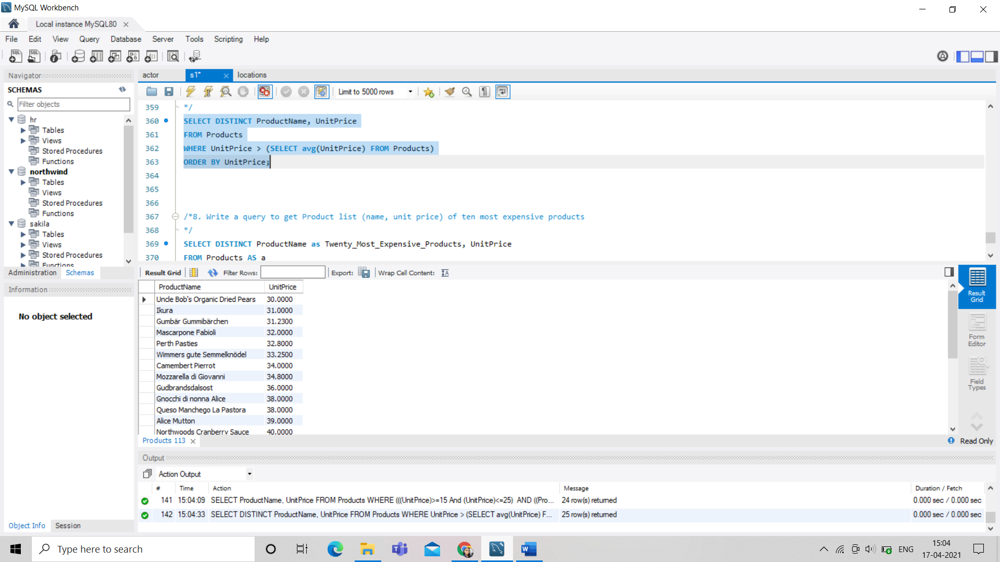 MySQL Workbench
Local instance MySQL80
File Edit View Query Database Server Tools Scripting Help
Navigator
SCHEMAS
Filter objects
hr
Tables
Views
Stored Procedures
Functions
northwind
Tables
Views
Stored Procedures
Functions
sakila
Tables
Views
Stored Procedures
Functions
Administration Schemas
Information
No object selected
Object Info Session
actor s1* locations
Limit to 5000 rows
359 */
360 SELECT DISTINCT ProductName, UnitPrice
361 FROM Products
362 WHERE UnitPrice > (SELECT avg(UnitPrice) FROM Products)
363 ORDER BY UnitPrice;
364
365
366
367 /*8. Write a query to get Product list (name, unit price) of ten most expensive products
368 */
369 SELECT DISTINCT ProductName as Twenty_Most_Expensive_Products, UnitPrice
370 FROM Products AS a
Result Grid Filter Rows: Export: Wrap Cell Content:
ProductName UnitPrice
Uncle Bob's Organic Dried Pears 30.0000
Ikura 31.0000
Gumbär Gummibärchen 31.2300
Mascarpone Fabioli 32.0000
Perth Pasties 32.8000
Wimmers gute Semmelknödel 33.2500
Camembert Pierrot 34.0000
Mozzarella di Giovanni 34.8000
Gudbrandsdalsost 36.0000
Gnocchi di nonna Alice 38.0000
Queso Manchego La Pastora 38.0000
Alice Mutton 39.0000
Northwoods Cranberry Sauce 40.0000
Result
Grid
Form
Editor
Field
Types
Products 113
Read Only
Output
Action Output
# Time Action Message Duration / Fetch
141 15:04:09 SELECT ProductName, UnitPrice FROM Products WHERE (((UnitPrice)>=15 And (UnitPrice)<=25) AND ((Pro... 24 row(s) returned 0.000 sec / 0.000 sec
142 15:04:33 SELECT DISTINCT ProductName, UnitPrice FROM Products WHERE UnitPrice > (SELECT avg(UnitPrice) F... 25 row(s) returned 0.000 sec / 0.000 sec
Type here to search
ENG
15:04
17-04-2021